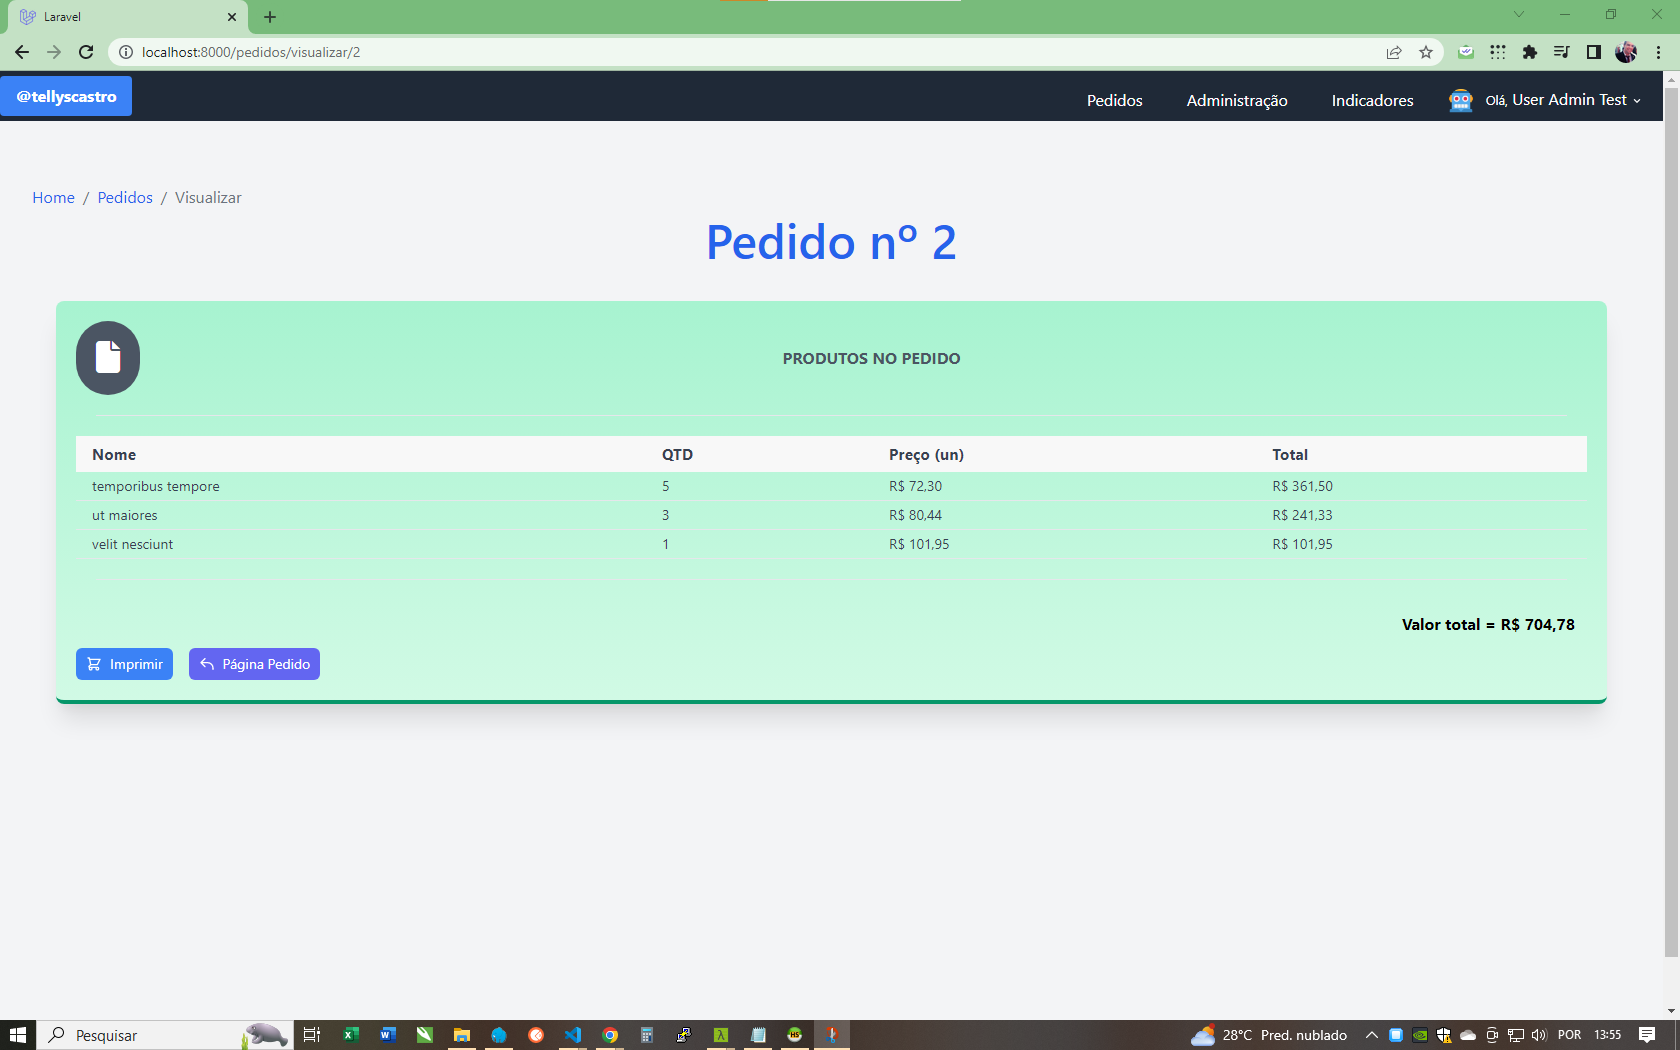 Laravel
localhost:8000/pedidos/visualizar/2
@tellyscastro
Pedidos Administração Indicadores Olá, User Admin Test
Home / Pedidos / Visualizar
Pedido nº 2
PRODUTOS NO PEDIDO
Nome QTD Preço (un) Total
temporibus tempore 5 R$ 72,30 R$ 361,50
ut maiores 3 R$ 80,44 R$ 241,33
velit nesciunt 1 R$ 101,95 R$ 101,95
Valor total = R$ 704,78
Imprimir Página Pedido
Pesquisar 28°C Pred. nublado POR 13:55